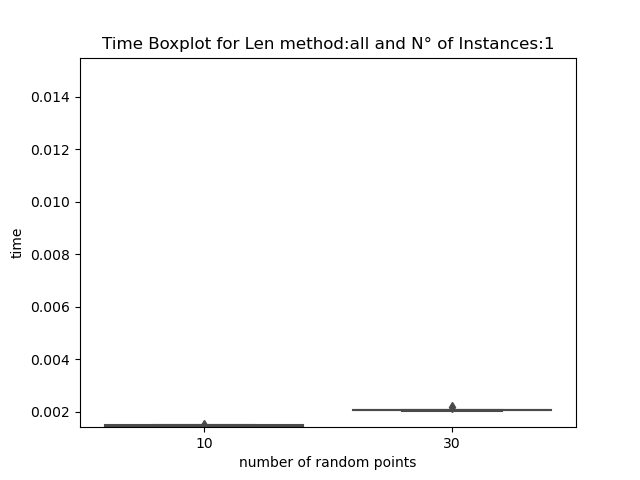 Time Boxplot for Len method:all and N° of Instances:1
0.014
0.012
0.010
0.008
0.006
0.004
0.002
time
10 30
number of random points